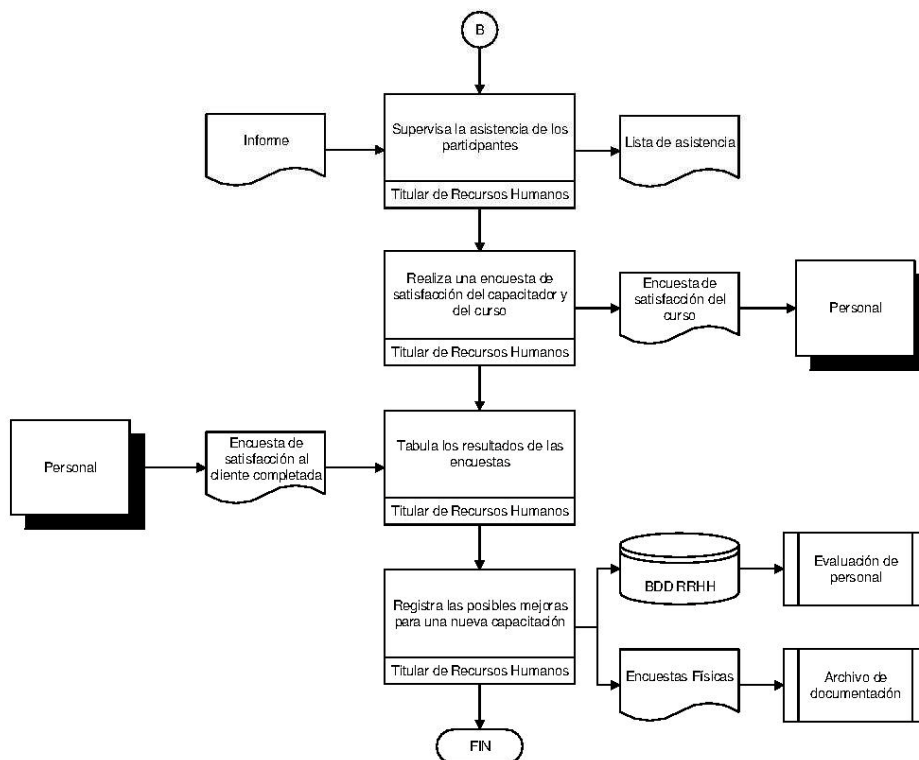 B
Informe
Supervisa la asistencia de los
participantes
Titular de Recursos Humanos
Lista de asistencia
Realiza una encuesta de
satisfacción del capacitador y
del curso
Titular de Recursos Humanos
Encuesta de
satisfacción del
curso
Personal
Personal
Encuesta de
satisfacción al
cliente completada
Tabula los resultados de las
encuestas
Titular de Recursos Humanos
Registra las posibles mejoras
para una nueva capacitación
Titular de Recursos Humanos
BDD RRHH
Evaluación de
personal
Encuestas Físicas
Archivo de
documentación
FIN